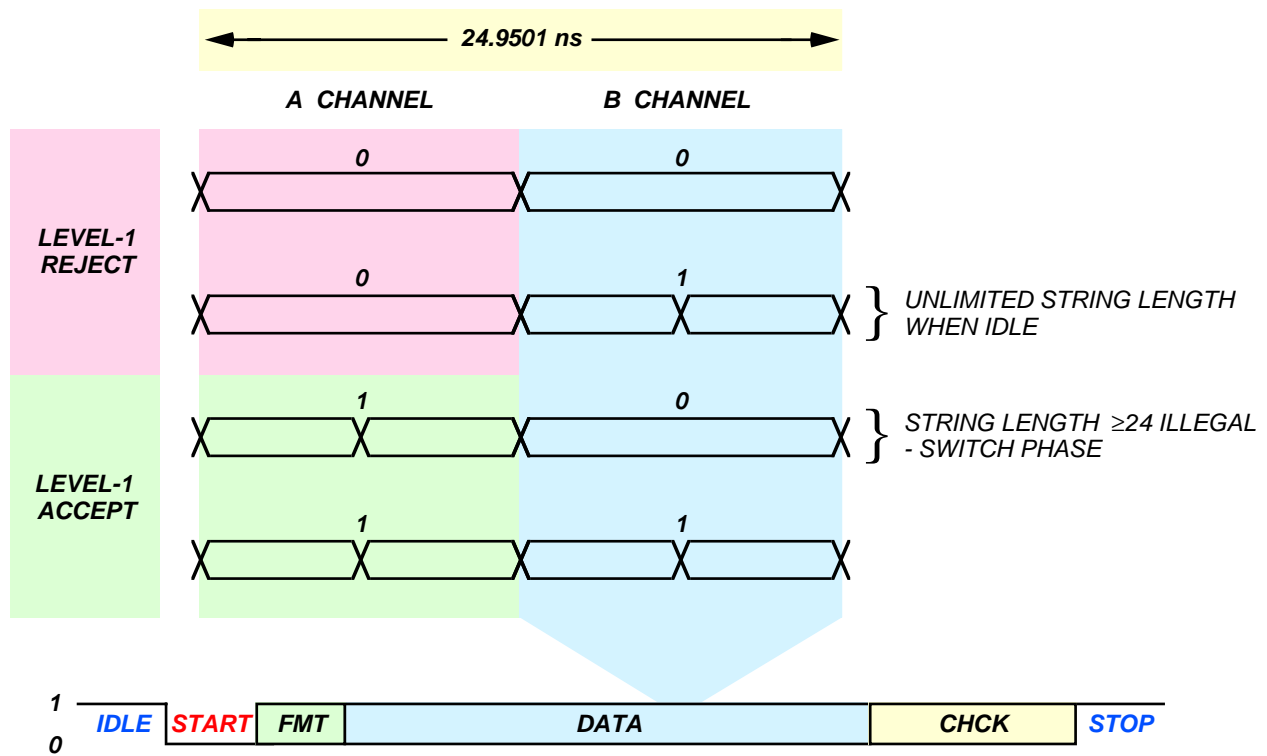 24.9501 ns
A CHANNEL B CHANNEL
0 0
LEVEL-1
REJECT
0 1
} UNLIMITED STRING LENGTH
WHEN IDLE
1 0
} STRING LENGTH ≥24 ILLEGAL
- SWITCH PHASE
LEVEL-1
ACCEPT
1 1
1
0
IDLE START FMT DATA CHCK STOP